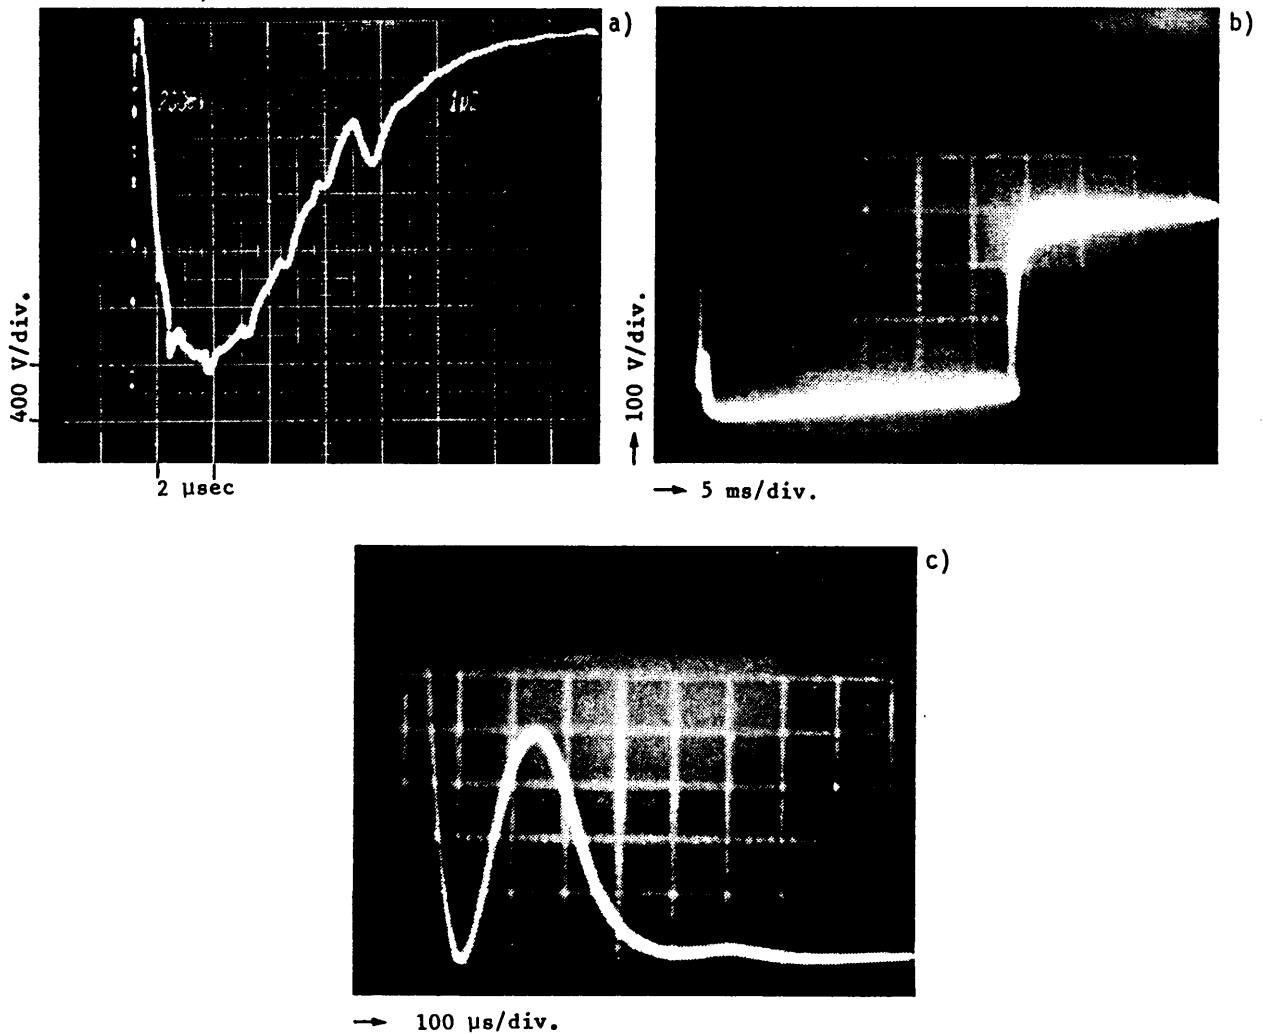 a)
400 V/div.
2 µsec
b)
→ 100 V/div.
→ 5 ms/div.
c)
→ 100 µs/div.